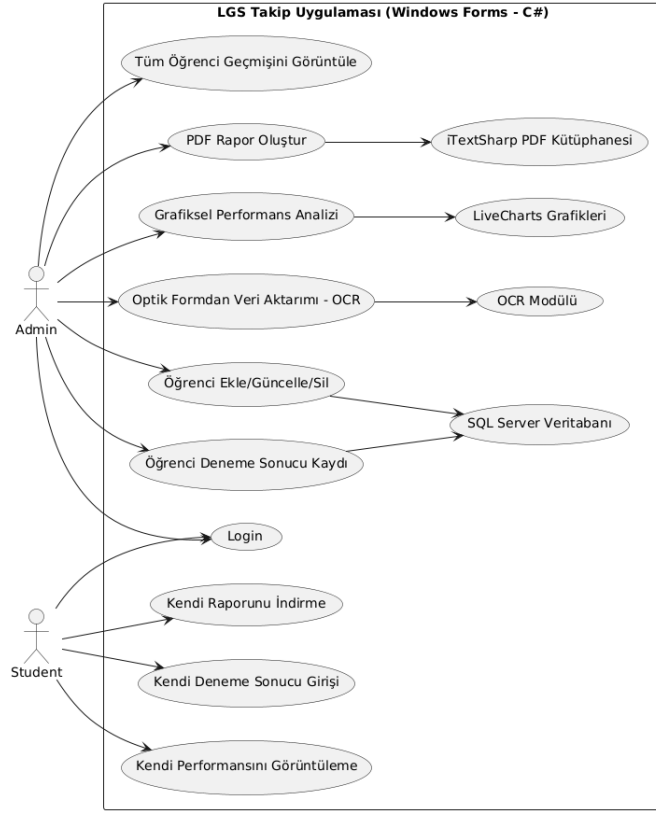 LGS Takip Uygulaması (Windows Forms - C#)
Tüm Öğrenci Geçmişini Görüntüle
PDF Rapor Oluştur
iTextSharp PDF Kütüphanesi
Grafiksel Performans Analizi
LiveCharts Grafikleri
Optik Formdan Veri Aktarımı - OCR
OCR Modülü
Admin
Öğrenci Ekle/Güncelle/Sil
SQL Server Veritabanı
Öğrenci Deneme Sonucu Kaydı
Login
Kendi Raporunu İndirme
Student
Kendi Deneme Sonucu Girişi
Kendi Performansını Görüntüleme